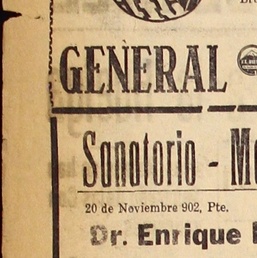 GENERAL
Sanatorio -
20 de Noviembre 902, Pte.
Dr. Enrique